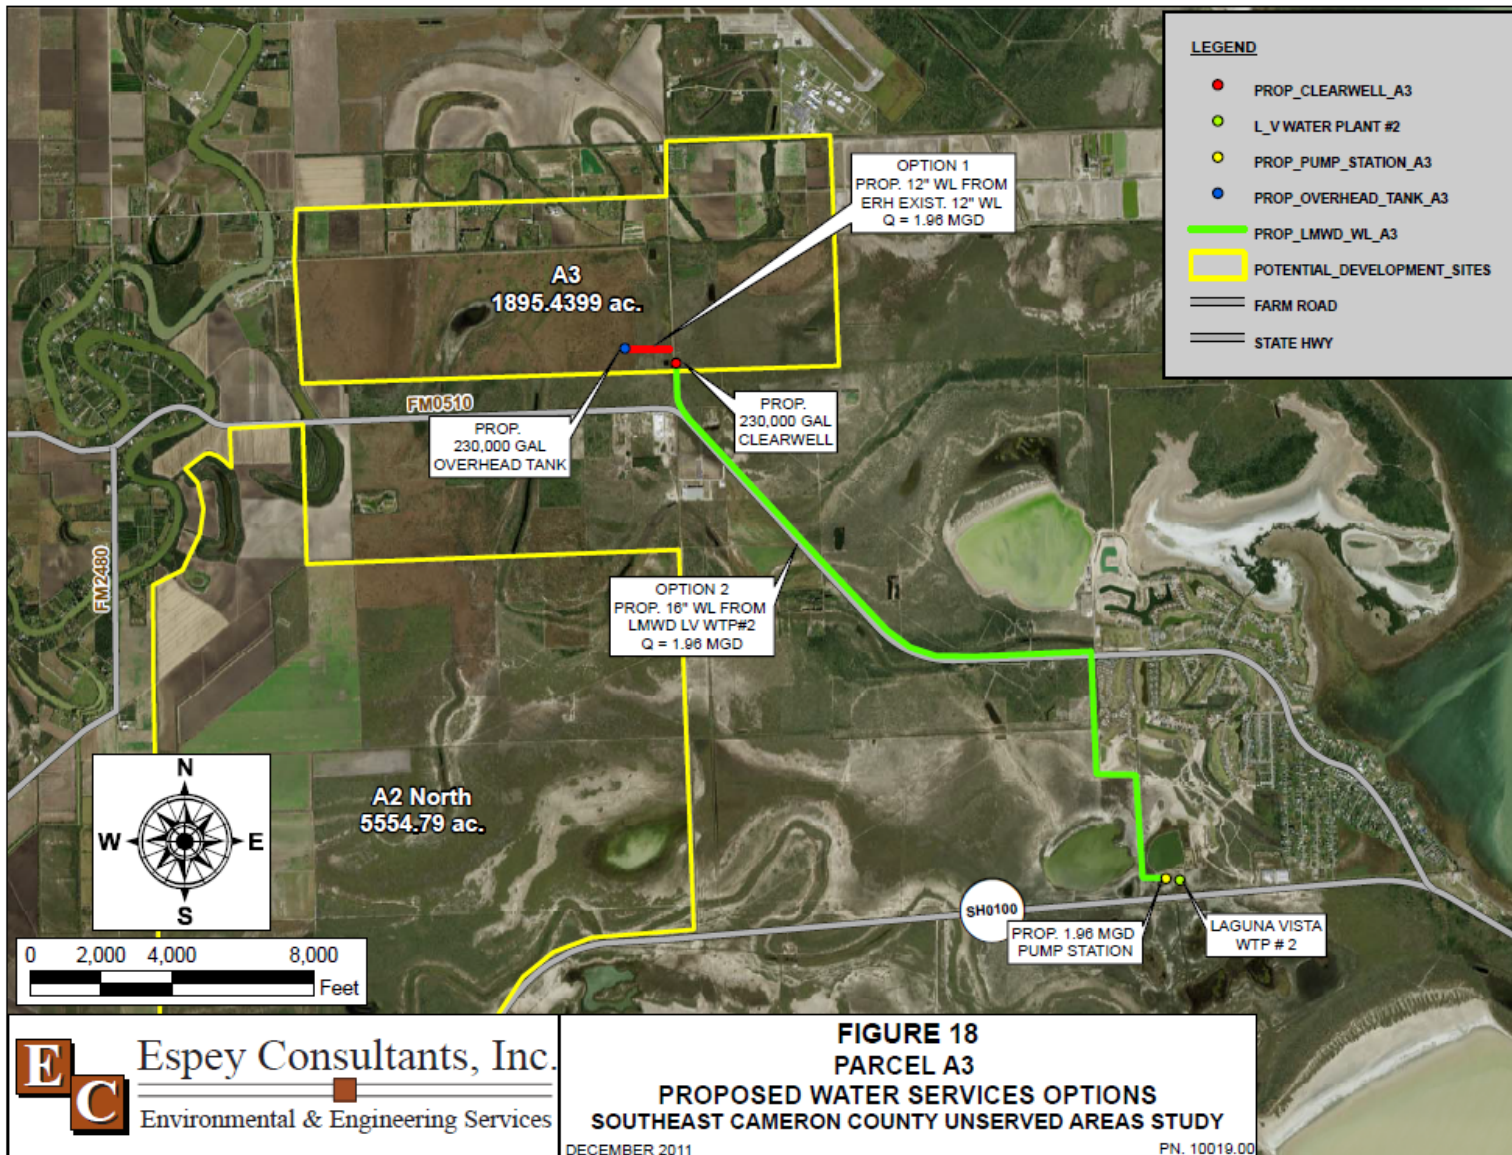 LEGEND
PROP_CLEARWELL_A3
L_V WATER PLANT #2
PROP_PUMP_STATION_A3
PROP_OVERHEAD_TANK_A3
PROP_LMWD_WL_A3
POTENTIAL_DEVELOPMENT_SITES
FARM ROAD
STATE HWY
OPTION 1
PROP. 12" WL FROM
ERH EXIST. 12" WL
Q = 1.96 MGD
A3
1895.4399 ac.
FM0510
PROP.
230,000 GAL
OVERHEAD TANK
PROP.
230,000 GAL
CLEARWELL
FM2480
OPTION 2
PROP. 16" WL FROM
LMWD LV WTP#2
Q = 1.96 MGD
A2 North
5554.79 ac.
N
W
E
S
SH0100
PROP. 1.96 MGD
PUMP STATION
LAGUNA VISTA
WTP # 2
0 2,000 4,000 8,000
Feet
E
C
Espey Consultants, Inc.
Environmental & Engineering Services
FIGURE 18
PARCEL A3
PROPOSED WATER SERVICES OPTIONS
SOUTHEAST CAMERON COUNTY UNSERVED AREAS STUDY
DECEMBER 2011
PN. 10019.00